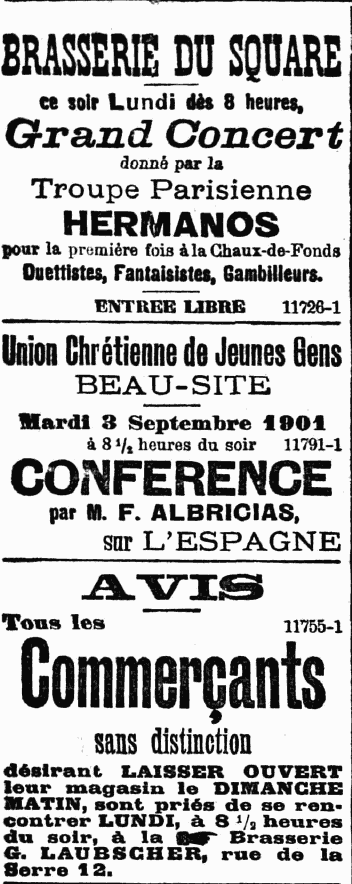 BRASSERIE DU SQUARE
ce soir Lundi dès 8 heures,
Grand Concert
donné par la
Troupe Parisienne
HERMANOS
pour la première fois à la Chaux-de-Fonds
Duettistes, Fantaisistes, Gambilleurs.
ENTREE LIBRE 11726-1
Union Chrétienne de Jeunes Gens
BEAU-SITE
Mardi 3 Septembre 1901
à 8 1/2 heures du soir 11791-1
CONFERENCE
par M. F. ALBRICIAS,
sur L'ESPAGNE
AVIS
Tous les 11755-1
Commerçants
sans distinction
désirant LAISSER OUVERT
leur magasin le DIMANCHE
MATIN, sont priés de se ren-
contrer LUNDI, à 8 1/2 heures
du soir, à la ☛ Brasserie
G. LAUBSCHER, rue de la
Serre 12.